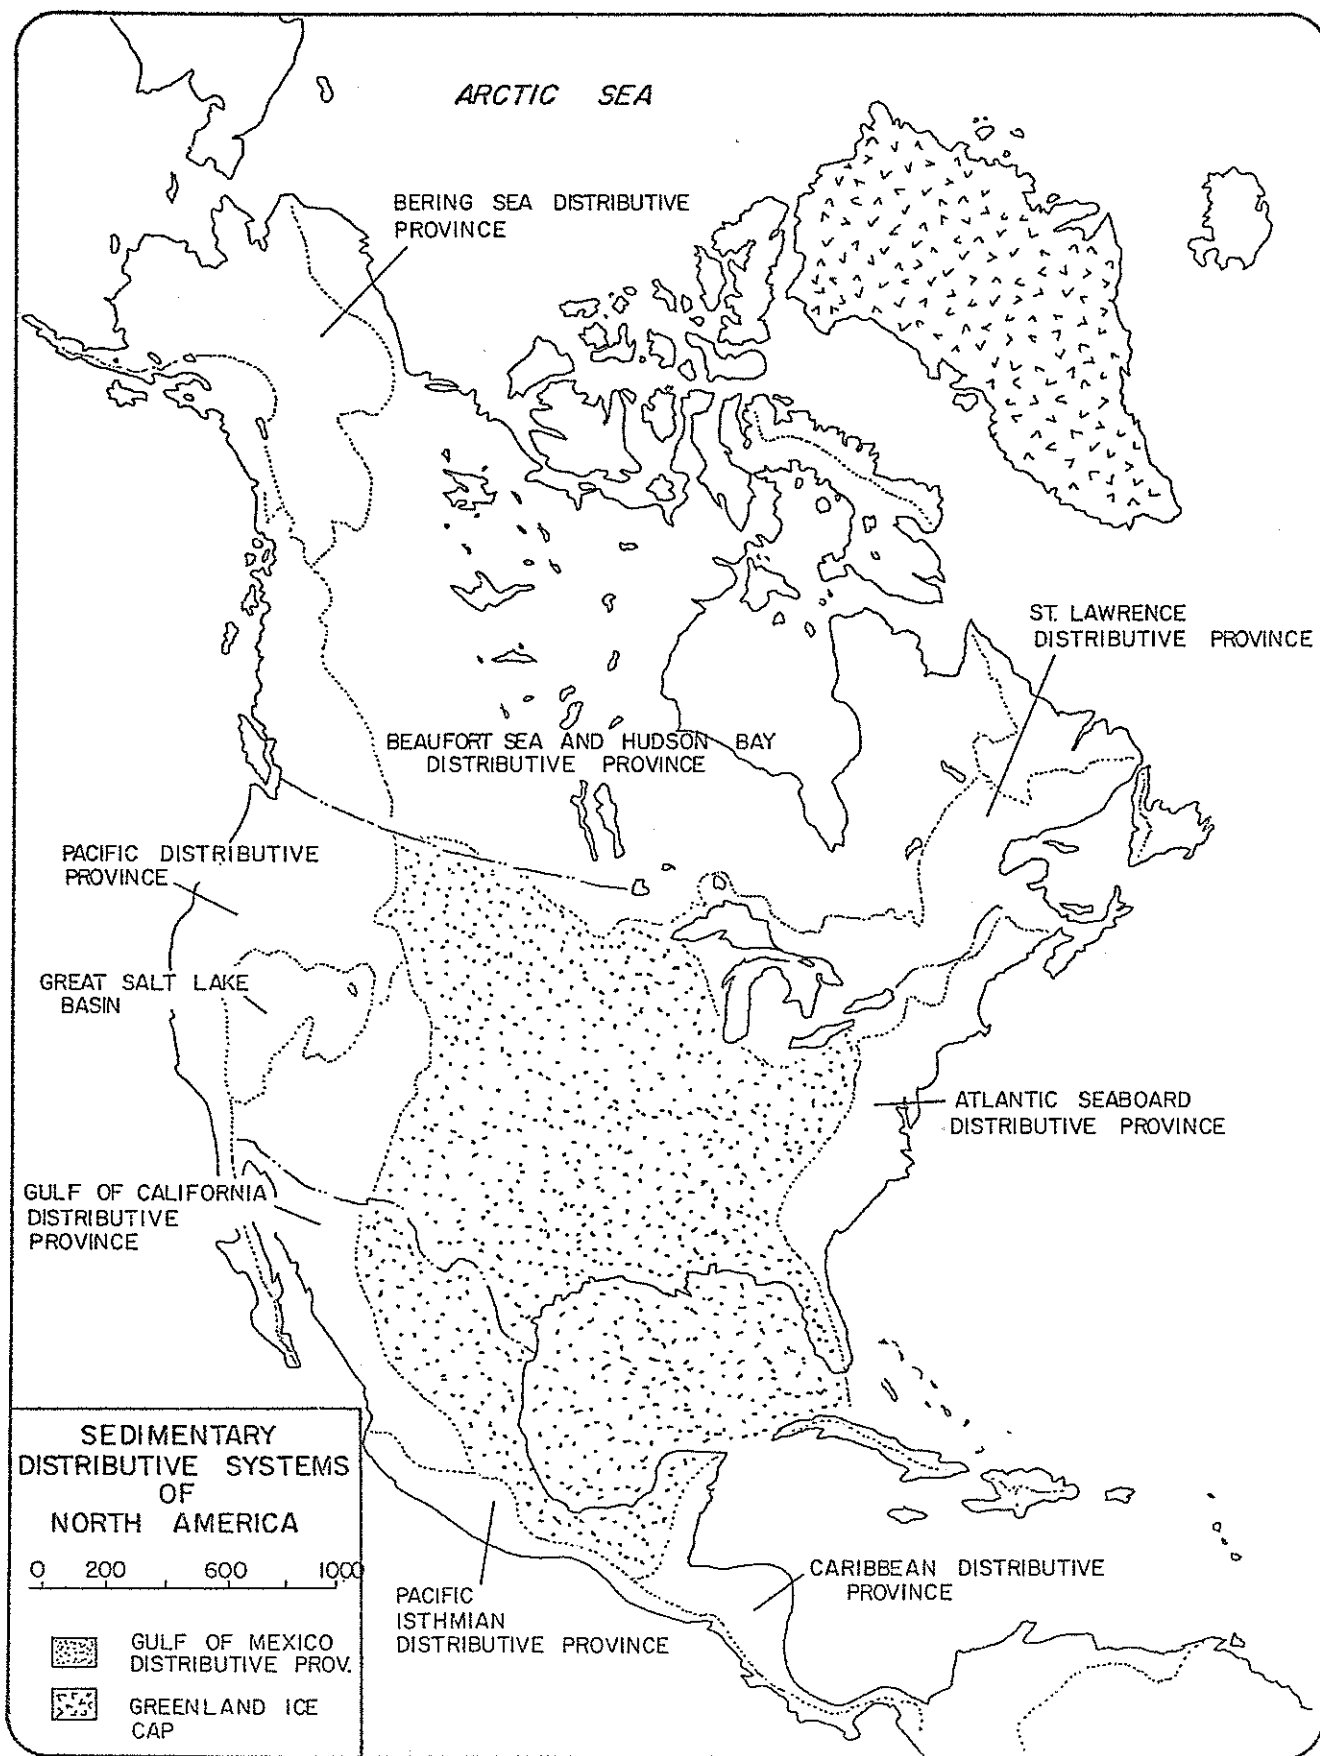 ARCTIC SEA
BERING SEA DISTRIBUTIVE
PROVINCE
ST. LAWRENCE
DISTRIBUTIVE PROVINCE
BEAUFORT SEA AND HUDSON BAY
DISTRIBUTIVE PROVINCE
PACIFIC DISTRIBUTIVE
PROVINCE
GREAT SALT LAKE
BASIN
ATLANTIC SEABOARD
DISTRIBUTIVE PROVINCE
GULF OF CALIFORNIA
DISTRIBUTIVE
PROVINCE
SEDIMENTARY
DISTRIBUTIVE SYSTEMS
OF
NORTH AMERICA
0 200 600 1000
GULF OF MEXICO
DISTRIBUTIVE PROV.
GREENLAND ICE
CAP
PACIFIC
ISTHMIAN
DISTRIBUTIVE PROVINCE
CARIBBEAN DISTRIBUTIVE
PROVINCE